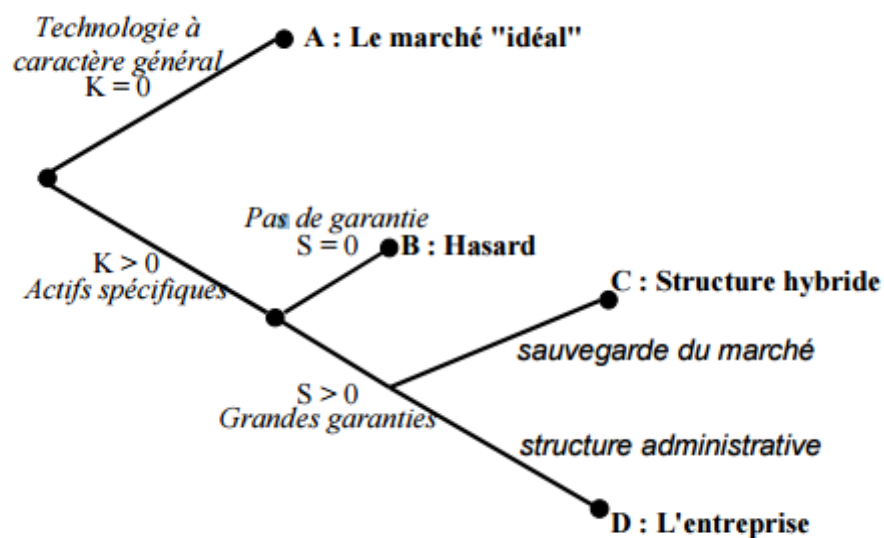 Technologie à
caractère général
K = 0
A : Le marché "idéal"
Pas de garantie
S = 0
B : Hasard
K > 0
Actifs spécifiques
C : Structure hybride
sauvegarde du marché
S > 0
Grandes garanties
structure administrative
D : L'entreprise